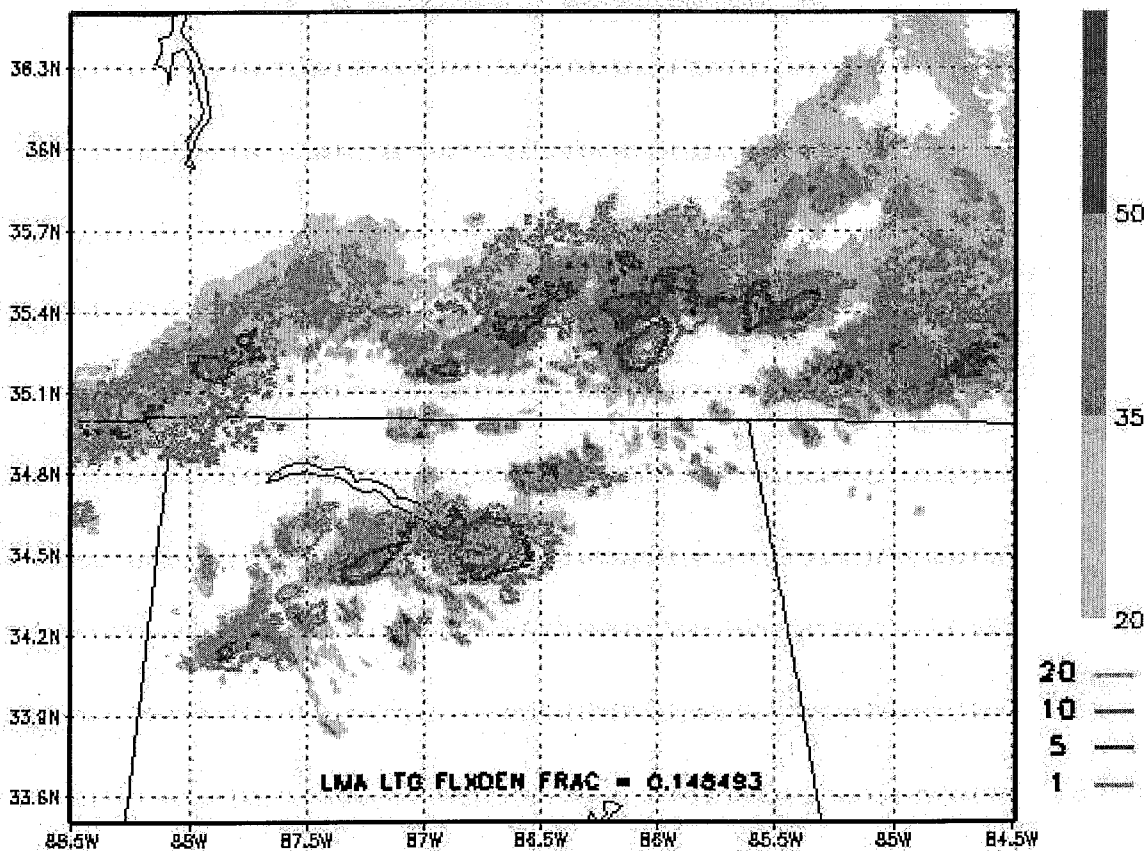 36.3N
36N
35.7N
35.4N
35.1N
34.8N
34.5N
34.2N
33.9N
33.6N
50
35
20
20
10
5
1
LMA LTG FLXDEN FRAC = 0.148493
88.5W 88W 87.5W 87W 86.5W 86W 85.5W 85W 84.5W